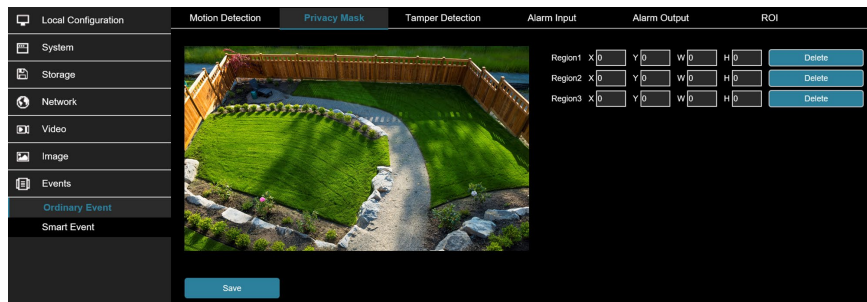 Local Configuration
System
Storage
Network
Video
Image
Events
Ordinary Event
Smart Event
Motion Detection Privacy Mask Tamper Detection Alarm Input Alarm Output ROI
Region1 X 0 Y 0 W 0 H 0 Delete
Region2 X 0 Y 0 W 0 H 0 Delete
Region3 X 0 Y 0 W 0 H 0 Delete
Save